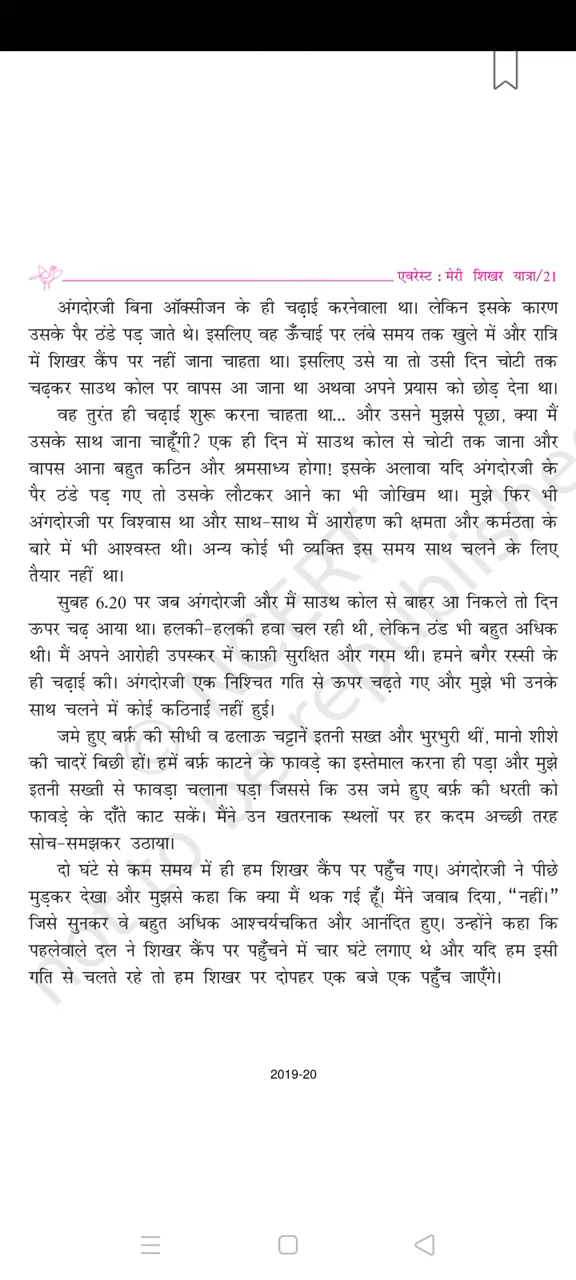 एवरेस्ट : मेरी शिखर यात्रा/21
अंगदोरजी बिना ऑक्सीजन के ही चढ़ाई करनेवाला था। लेकिन इसके कारण
उसके पैर ठंडे पड़ जाते थे। इसलिए वह ऊँचाई पर लंबे समय तक खुले में और रात्रि
में शिखर कैंप पर नहीं जाना चाहता था। इसलिए उसे या तो उसी दिन चोटी तक
चढ़कर साउथ कोल पर वापस आ जाना था अथवा अपने प्रयास को छोड़ देना था।
वह तुरंत ही चढ़ाई शुरू करना चाहता था... और उसने मुझसे पूछा, क्या मैं
उसके साथ जाना चाहूँगी? एक ही दिन में साउथ कोल से चोटी तक जाना और
वापस आना बहुत कठिन और श्रमसाध्य होगा! इसके अलावा यदि अंगदोरजी के
पैर ठंडे पड़ गए तो उसके लौटकर आने का भी जोखिम था। मुझे फिर भी
अंगदोरजी पर विश्वास था और साथ-साथ मैं आरोहण की क्षमता और कर्मठता के
बारे में भी आश्वस्त थी। अन्य कोई भी व्यक्ति इस समय साथ चलने के लिए
तैयार नहीं था।
सुबह 6.20 पर जब अंगदोरजी और मैं साउथ कोल से बाहर आ निकले तो दिन
ऊपर चढ़ आया था। हलकी-हलकी हवा चल रही थी, लेकिन ठंड भी बहुत अधिक
थी। मैं अपने आरोही उपस्कर में काफ़ी सुरक्षित और गरम थी। हमने बगैर रस्सी के
ही चढ़ाई की। अंगदोरजी एक निश्चित गति से ऊपर चढ़ते गए और मुझे भी उनके
साथ चलने में कोई कठिनाई नहीं हुई।
जमे हुए बर्फ़ की सीधी व ढलाऊ चट्टानें इतनी सख्त और भुरभुरी थीं, मानो शीशे
की चादरें बिछी हों। हमें बर्फ़ काटने के फावड़े का इस्तेमाल करना ही पड़ा और मुझे
इतनी सख्ती से फावड़ा चलाना पड़ा जिससे कि उस जमे हुए बर्फ़ की धरती को
फावड़े के दाँते काट सकें। मैंने उन खतरनाक स्थलों पर हर कदम अच्छी तरह
सोच-समझकर उठाया।
दो घंटे से कम समय में ही हम शिखर कैंप पर पहुँच गए। अंगदोरजी ने पीछे
मुड़कर देखा और मुझसे कहा कि क्या मैं थक गई हूँ। मैंने जवाब दिया, “नहीं।”
जिसे सुनकर वे बहुत अधिक आश्चर्यचकित और आनंदित हुए। उन्होंने कहा कि
पहलेवाले दल ने शिखर कैंप पर पहुँचने में चार घंटे लगाए थे और यदि हम इसी
गति से चलते रहे तो हम शिखर पर दोपहर एक बजे एक पहुँच जाएँगे।
© NCERT
not to be republished
2019-20